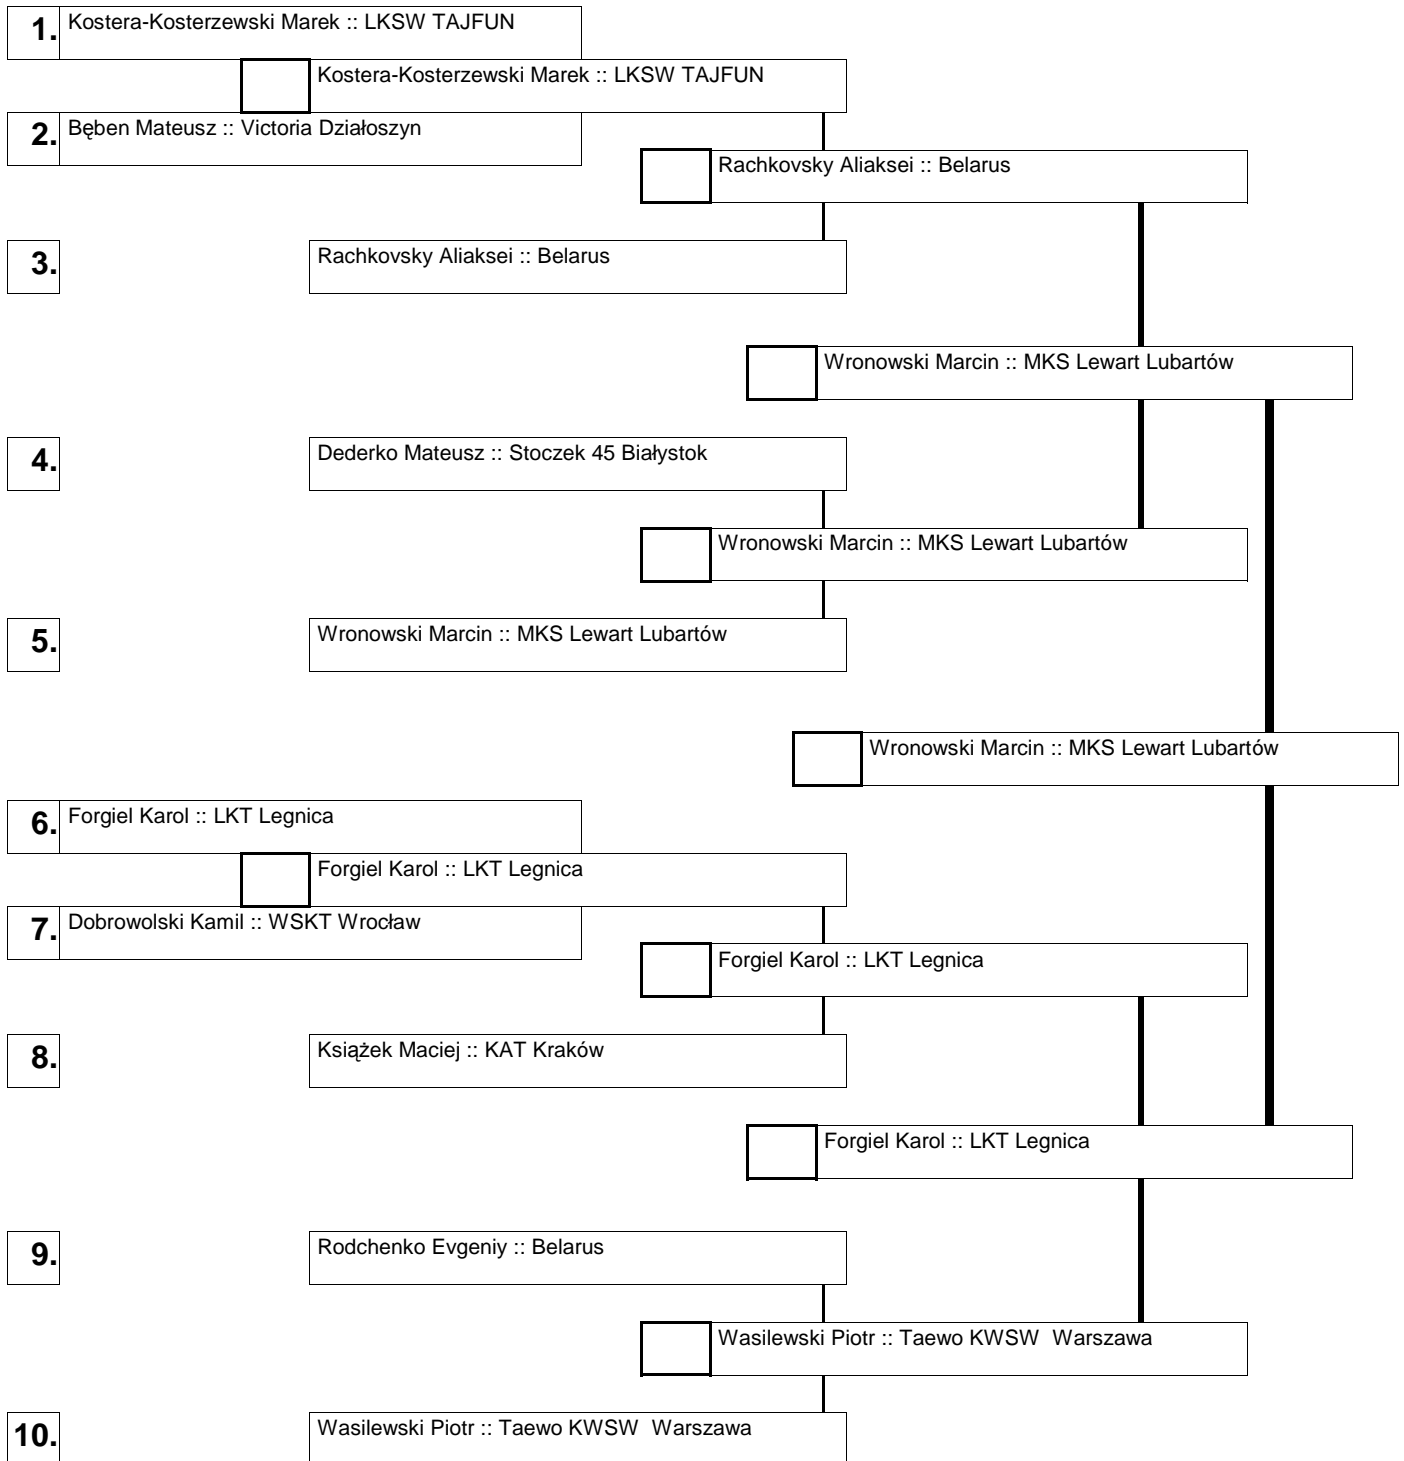 1. Kostera-Kosterzewski Marek :: LKSW TAJFUN
Kostera-Kosterzewski Marek :: LKSW TAJFUN
2. Bęben Mateusz :: Victoria Działoszyn
Rachkovsky Aliaksei :: Belarus
3. Rachkovsky Aliaksei :: Belarus
Wronowski Marcin :: MKS Lewart Lubartów
4. Dederko Mateusz :: Stoczek 45 Białystok
Wronowski Marcin :: MKS Lewart Lubartów
5. Wronowski Marcin :: MKS Lewart Lubartów
Wronowski Marcin :: MKS Lewart Lubartów
6. Forgiel Karol :: LKT Legnica
Forgiel Karol :: LKT Legnica
7. Dobrowolski Kamil :: WSKT Wrocław
Forgiel Karol :: LKT Legnica
8. Książek Maciej :: KAT Kraków
Forgiel Karol :: LKT Legnica
9. Rodchenko Evgeniy :: Belarus
Wasilewski Piotr :: Taewo KWSW  Warszawa
10. Wasilewski Piotr :: Taewo KWSW  Warszawa